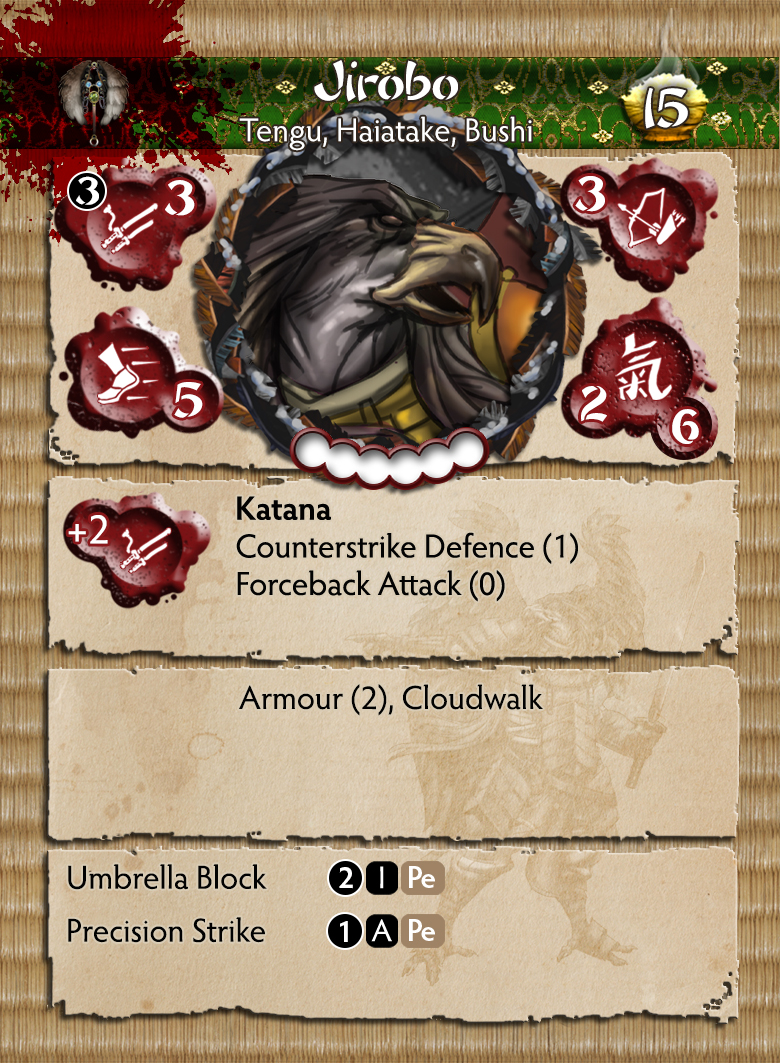 Jirobo
15
Tengu, Haiatake, Bushi
3 3
3
5
氣
2 6
+2
Katana
Counterstrike Defence (1)
Forceback Attack (0)
Armour (2), Cloudwalk
Umbrella Block 2 I Pe
Precision Strike 1 A Pe